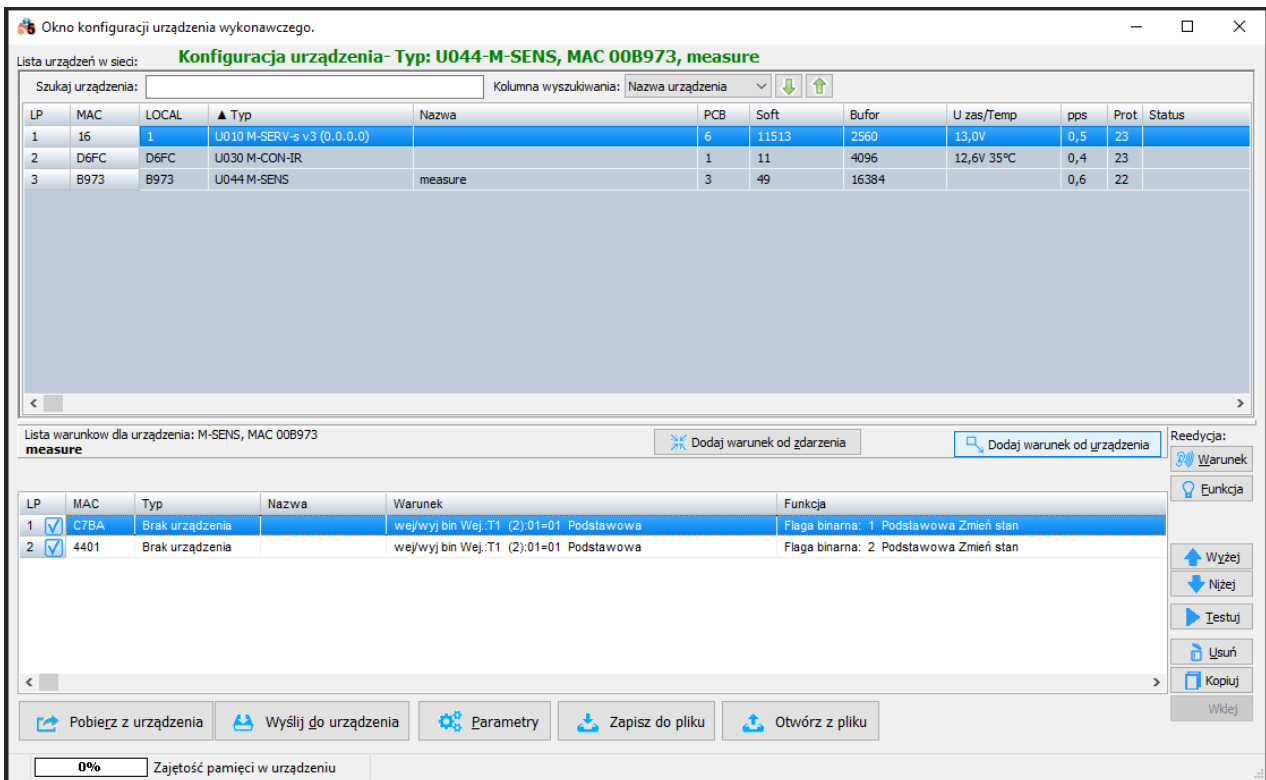 Okno konfiguracji urządzenia wykonawczego.
Lista urządzeń w sieci: Konfiguracja urządzenia- Typ: U044-M-SENS, MAC 00B973, measure
Szukaj urządzenia: Kolumna wyszukiwania: Nazwa urządzenia
LP MAC LOCAL ▲ Typ Nazwa PCB Soft Bufor U zas/Temp pps Prot Status
1 16 1 U010 M-SERV-s v3 (0.0.0.0) 6 11513 2560 13,0V 0,5 23
2 D6FC D6FC U030 M-CON-IR 1 11 4096 12,6V 35°C 0,4 23
3 B973 B973 U044 M-SENS measure 3 49 16384 0,6 22
Lista warunkow dla urządzenia: M-SENS, MAC 00B973
measure
Dodaj warunek od zdarzenia
Dodaj warunek od urządzenia
Reedycja:
Warunek
Funkcja
LP MAC Typ Nazwa Warunek Funkcja
1 C7BA Brak urządzenia wej/wyj bin Wej.:T1 (2):01=01 Podstawowa Flaga binarna: 1 Podstawowa Zmień stan
2 4401 Brak urządzenia wej/wyj bin Wej.:T1 (2):01=01 Podstawowa Flaga binarna: 2 Podstawowa Zmień stan
Wyżej
Niżej
Testuj
Usuń
Kopiuj
Wklej
Pobierz z urządzenia Wyślij do urządzenia Parametry Zapisz do pliku Otwórz z pliku
0% Zajętość pamięci w urządzeniu